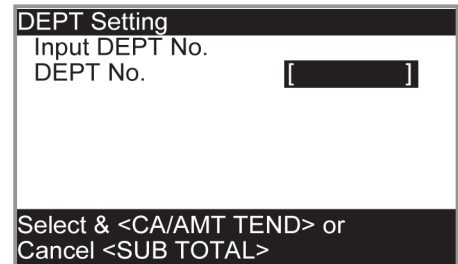 DEPT Setting
Input DEPT No.
DEPT No. [ ]
Select & <CA/AMT TEND> or
Cancel <SUB TOTAL>